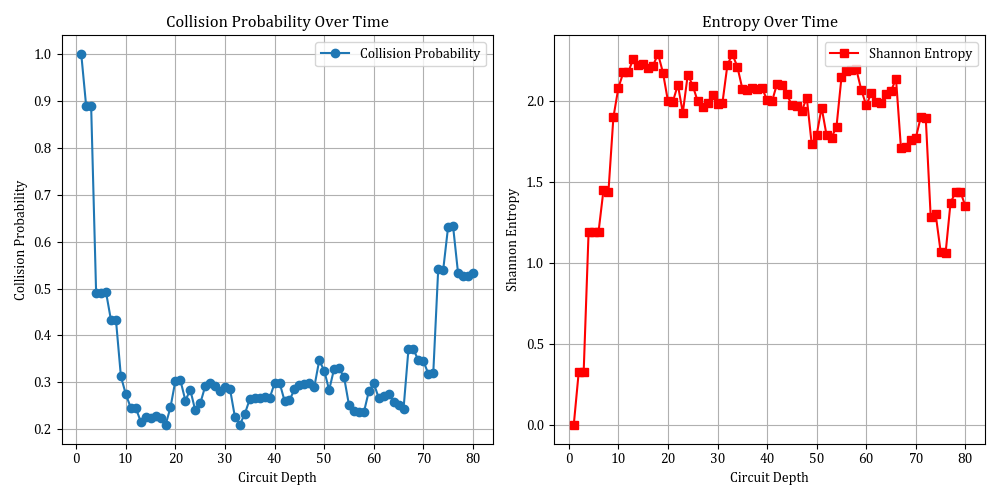 Collision Probability Over Time
Collision Probability
1.0
0.9
0.8
0.7
0.6
0.5
0.4
0.3
0.2
Collision Probability
0 10 20 30 40 50 60 70 80
Circuit Depth
Entropy Over Time
Shannon Entropy
2.0
1.5
1.0
0.5
0.0
Shannon Entropy
0 10 20 30 40 50 60 70 80
Circuit Depth